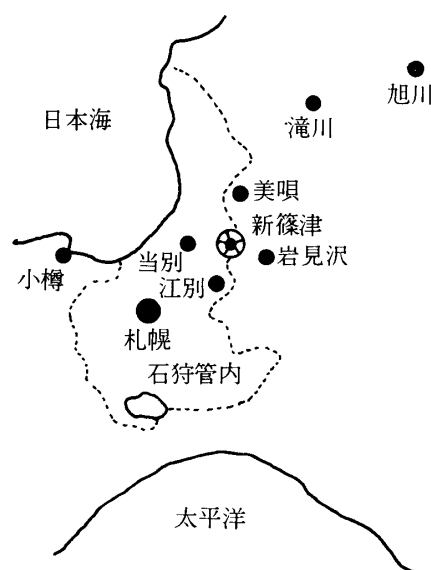 旭川
日本海
滝川
美唄
新篠津
岩見沢
当別
小樽
江別
札幌
石狩管内
太平洋